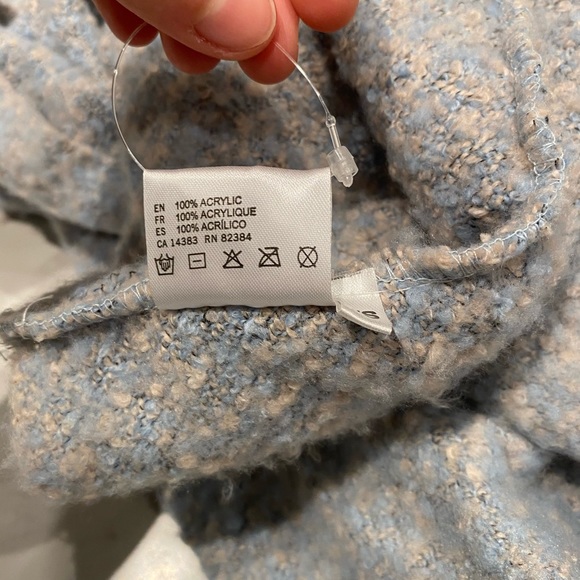 EN 100% ACRYLIC
FR 100% ACRYLIQUE
ES 100% ACRÍLICO
CA 14383 RN 82384
S